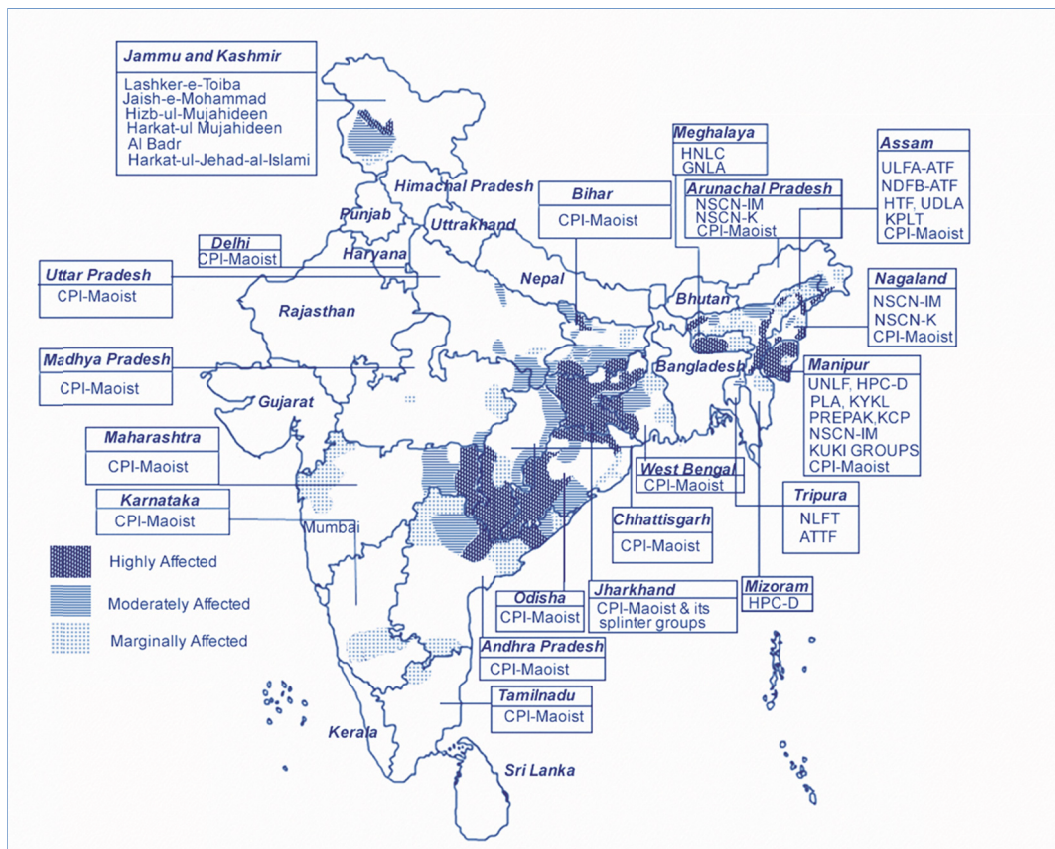 Jammu and Kashmir
Lashker-e-Toiba
Jaish-e-Mohammad
Hizb-ul-Mujahideen
Harkat-ul Mujahideen
Al Badr
Harkat-ul-Jehad-al-Islami
Himachal Pradesh
Punjab
Uttrakhand
Haryana
Delhi
CPI-Maoist
Uttar Pradesh
CPI-Maoist
Rajasthan
Madhya Pradesh
CPI-Maoist
Gujarat
Maharashtra
CPI-Maoist
Karnataka
CPI-Maoist
Mumbai
Bihar
CPI-Maoist
Nepal
Meghalaya
HNLC
GNLA
Arunachal Pradesh
NSCN-IM
NSCN-K
CPI-Maoist
Assam
ULFA-ATF
NDFB-ATF
HTF, UDLA
KPLT
CPI-Maoist
Bhutan
Nagaland
NSCN-IM
NSCN-K
CPI-Maoist
Bangladesh
Manipur
UNLF, HPC-D
PLA, KYKL
PREPAK,KCP
NSCN-IM
KUKI GROUPS
CPI-Maoist
West Bengal
CPI-Maoist
Tripura
NLFT
ATTF
Chhattisgarh
CPI-Maoist
Mizoram
HPC-D
Jharkhand
CPI-Maoist & its
splinter groups
Odisha
CPI-Maoist
Andhra Pradesh
CPI-Maoist
Tamilnadu
CPI-Maoist
Kerala
Sri Lanka
Highly Affected
Moderately Affected
Marginally Affected